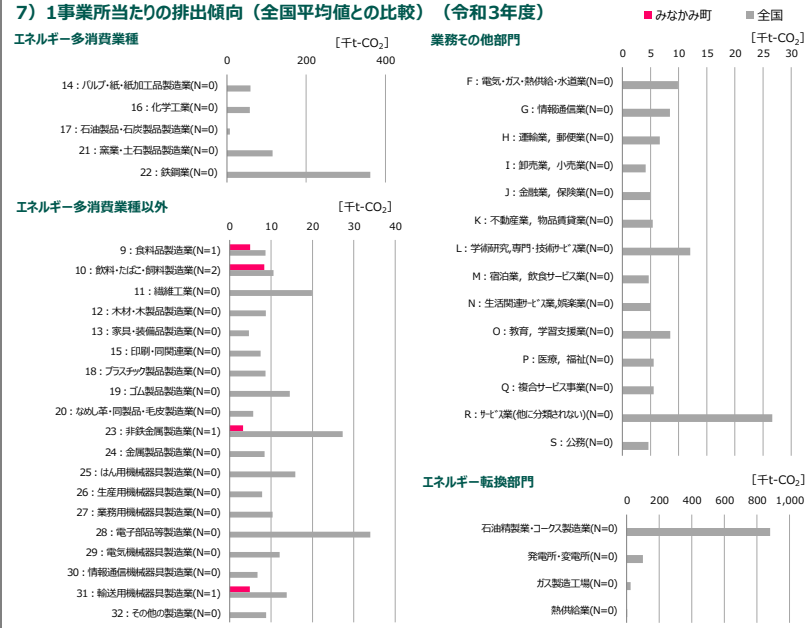 7）1事業所当たりの排出傾向（全国平均値との比較）（令和3年度）
■みなかみ町 ■全国
エネルギー多消費業種
[千t-CO₂]
0 200 400
14：パルプ・紙・紙加工品製造業(N=0)
16：化学工業(N=0)
17：石油製品・石炭製品製造業(N=0)
21：窯業・土石製品製造業(N=0)
22：鉄鋼業(N=0)
エネルギー多消費業種以外
[千t-CO₂]
0 10 20 30 40
9：食料品製造業(N=1)
10：飲料・たばこ・飼料製造業(N=2)
11：繊維工業(N=0)
12：木材・木製品製造業(N=0)
13：家具・装備品製造業(N=0)
15：印刷・同関連業(N=0)
18：プラスチック製品製造業(N=0)
19：ゴム製品製造業(N=0)
20：なめし革・同製品・毛皮製造業(N=0)
23：非鉄金属製造業(N=1)
24：金属製品製造業(N=0)
25：はん用機械器具製造業(N=0)
26：生産用機械器具製造業(N=0)
27：業務用機械器具製造業(N=0)
28：電子部品等製造業(N=0)
29：電気機械器具製造業(N=0)
30：情報通信機械器具製造業(N=0)
31：輸送用機械器具製造業(N=1)
32：その他の製造業(N=0)
業務その他部門
[千t-CO₂]
0 5 10 15 20 25 30
F：電気・ガス・熱供給・水道業(N=0)
G：情報通信業(N=0)
H：運輸業，郵便業(N=0)
I：卸売業，小売業(N=0)
J：金融業，保険業(N=0)
K：不動産業，物品賃貸業(N=0)
L：学術研究,専門・技術サービス業(N=0)
M：宿泊業，飲食サービス業(N=0)
N：生活関連サービス業,娯楽業(N=0)
O：教育，学習支援業(N=0)
P：医療，福祉(N=0)
Q：複合サービス事業(N=0)
R：サービス業(他に分類されない)(N=0)
S：公務(N=0)
エネルギー転換部門
[千t-CO₂]
0 200 400 600 800 1,000
石油精製業・コークス製造業(N=0)
発電所・変電所(N=0)
ガス製造工場(N=0)
熱供給業(N=0)